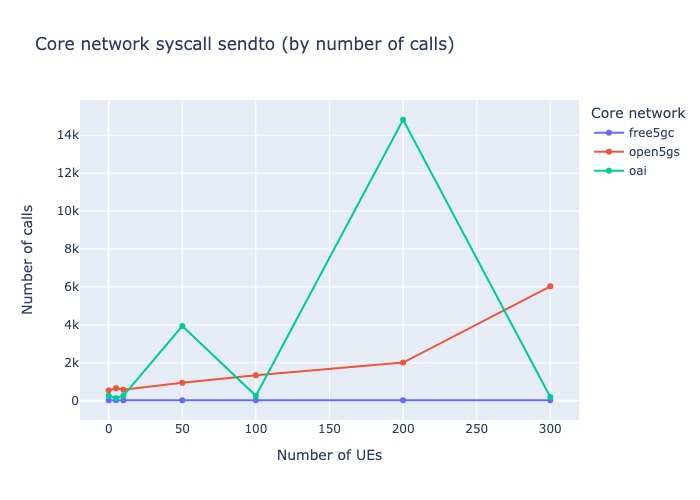 Core network syscall sendto (by number of calls)
Core network
free5gc
open5gs
oai
Number of calls
14k
12k
10k
8k
6k
4k
2k
0
0 50 100 150 200 250 300
Number of UEs